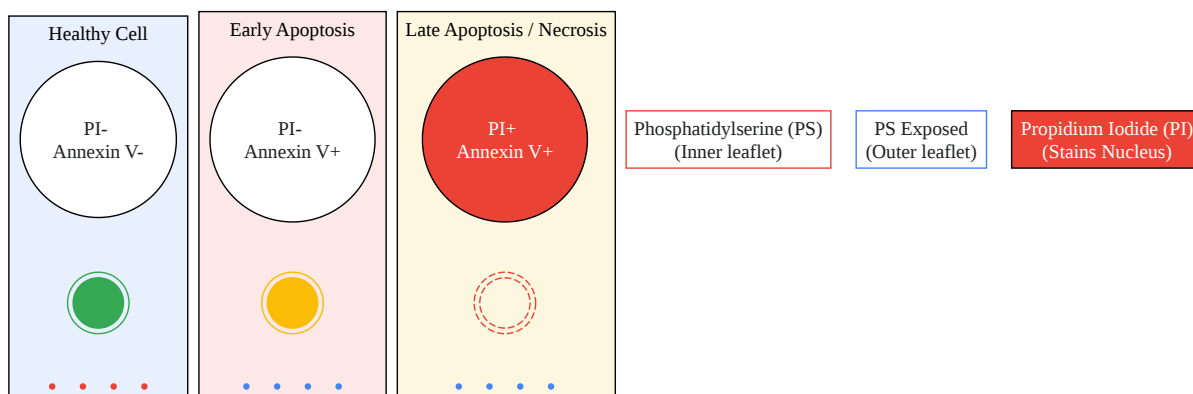 Healthy Cell
PI-
Annexin V-
Early Apoptosis
PI-
Annexin V+
Late Apoptosis / Necrosis
PI+
Annexin V+
Phosphatidylserine (PS)
(Inner leaflet)
PS Exposed
(Outer leaflet)
Propidium Iodide (PI)
(Stains Nucleus)